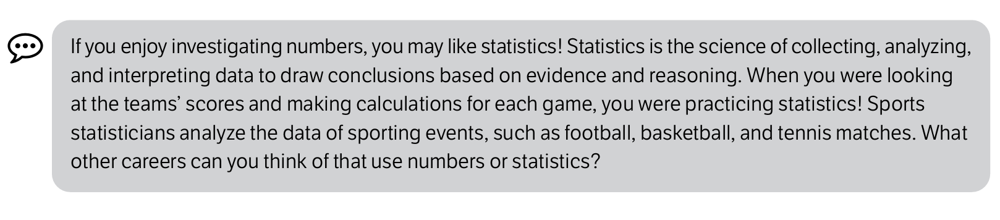 If you enjoy investigating numbers, you may like statistics! Statistics is the science of collecting, analyzing,
and interpreting data to draw conclusions based on evidence and reasoning. When you were looking
at the teams’ scores and making calculations for each game, you were practicing statistics! Sports
statisticians analyze the data of sporting events, such as football, basketball, and tennis matches. What
other careers can you think of that use numbers or statistics?